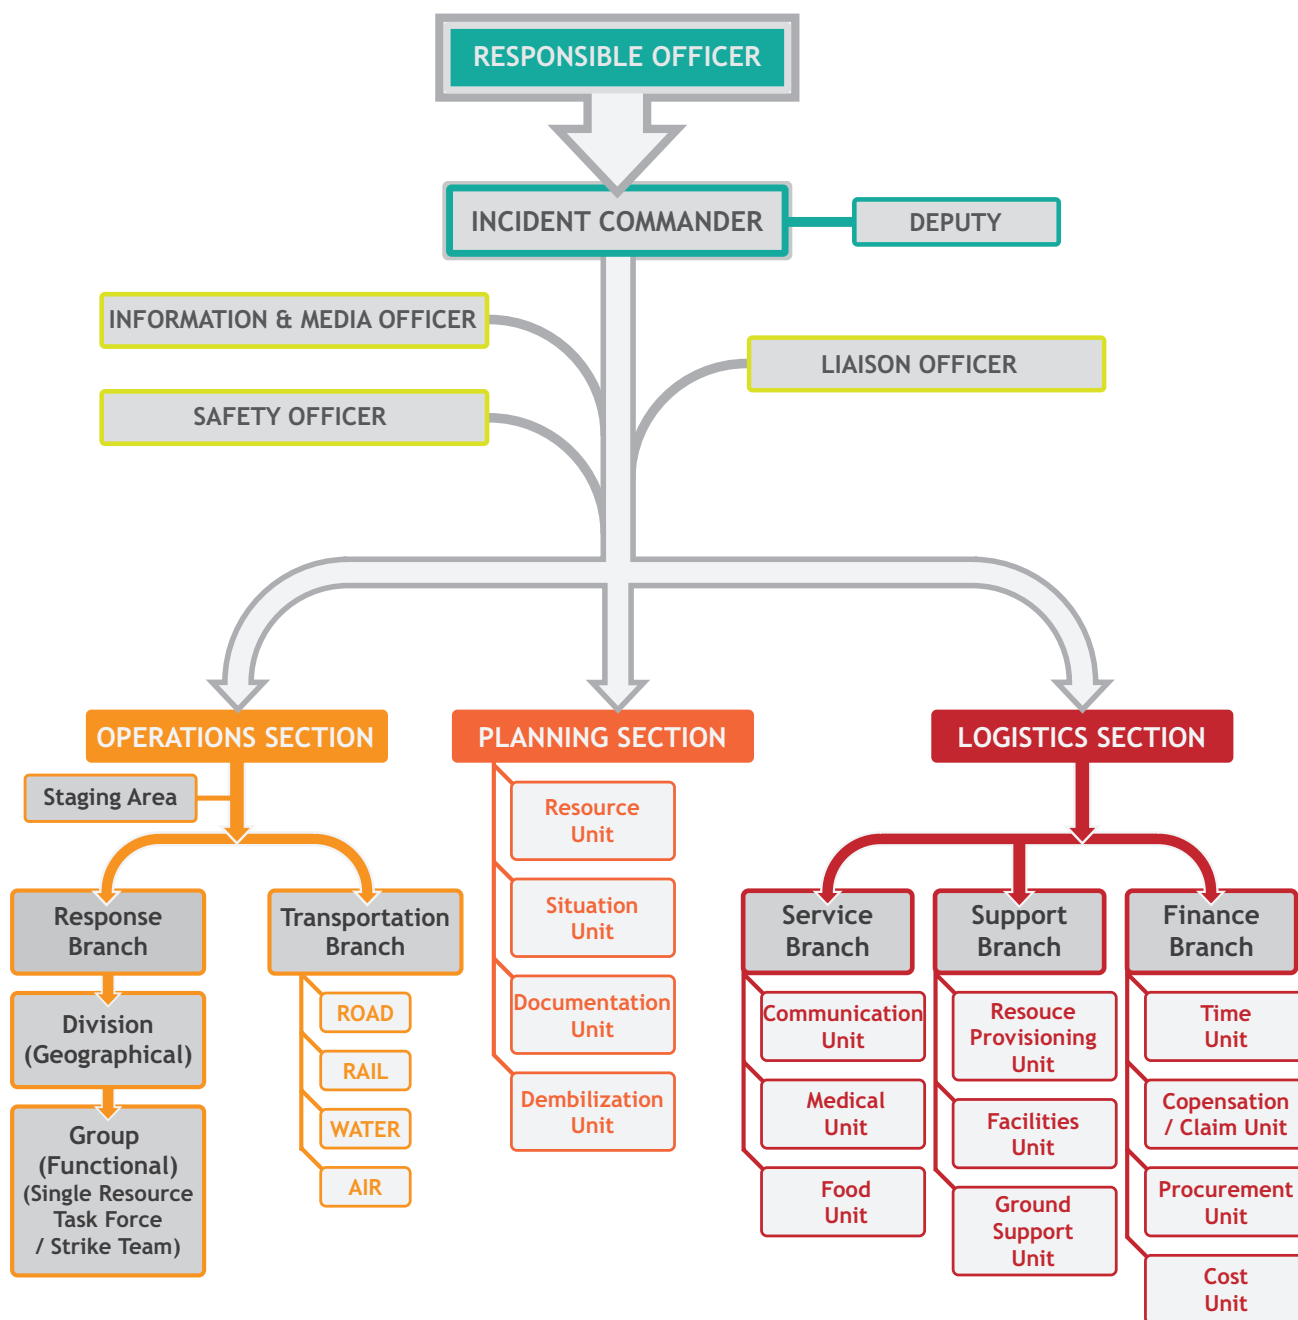 RESPONSIBLE OFFICER
INCIDENT COMMANDER
DEPUTY
INFORMATION & MEDIA OFFICER
LIAISON OFFICER
SAFETY OFFICER
OPERATIONS SECTION
Staging Area
Response
Branch
Division
(Geographical)
Group
(Functional)
(Single Resource
Task Force
/ Strike Team)
Transportation
Branch
ROAD
RAIL
WATER
AIR
PLANNING SECTION
Resource
Unit
Situation
Unit
Documentation
Unit
Dembilization
Unit
LOGISTICS SECTION
Service
Branch
Communication
Unit
Medical
Unit
Food
Unit
Support
Branch
Resouce
Provisioning
Unit
Facilities
Unit
Ground
Support
Unit
Finance
Branch
Time
Unit
Copensation
/ Claim Unit
Procurement
Unit
Cost
Unit